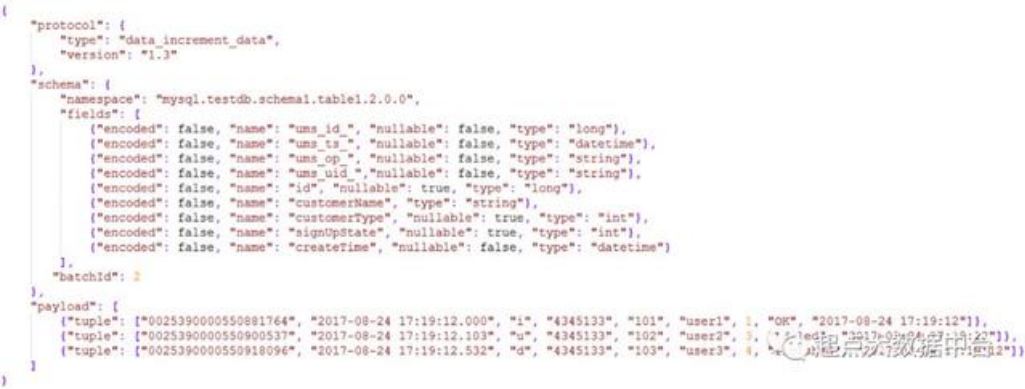 {
"protocol": {
"type": "data_increment_data",
"version": "1.3"
},
"schema": {
"namespace": "mysql.testdb.schema1.table1.2.0.0",
"fields": [
{"encoded": false, "name": "ums_id_", "nullable": false, "type": "long"},
{"encoded": false, "name": "ums_ts_", "nullable": false, "type": "datetime"},
{"encoded": false, "name": "ums_op_", "nullable": false, "type": "string"},
{"encoded": false, "name": "ums_uid_","nullable": false, "type": "string"},
{"encoded": false, "name": "id", "nullable": true, "type": "long"},
{"encoded": false, "name": "customerName", "type": "string"},
{"encoded": false, "name": "customerType", "nullable": true, "type": "int"},
{"encoded": false, "name": "signUpState", "nullable": true, "type": "int"},
{"encoded": false, "name": "createTime", "nullable": false, "type": "datetime"}
],
"batchId": 2
},
"payload": [
{"tuple": ["0025390000550881764", "2017-08-24 17:19:12.000", "i", "4345133", "101", "user1", 1, "OK", "2017-08-24 17:19:12"]},
{"tuple": ["0025390000550900537", "2017-08-24 17:19:12.103", "u", "4345133", "102", "user2", 3,
{"tuple": ["0025390000550918096", "2017-08-24 17:19:12.532", "d", "4345133", "103", "user3", 4,
]
}
起点大数据中台